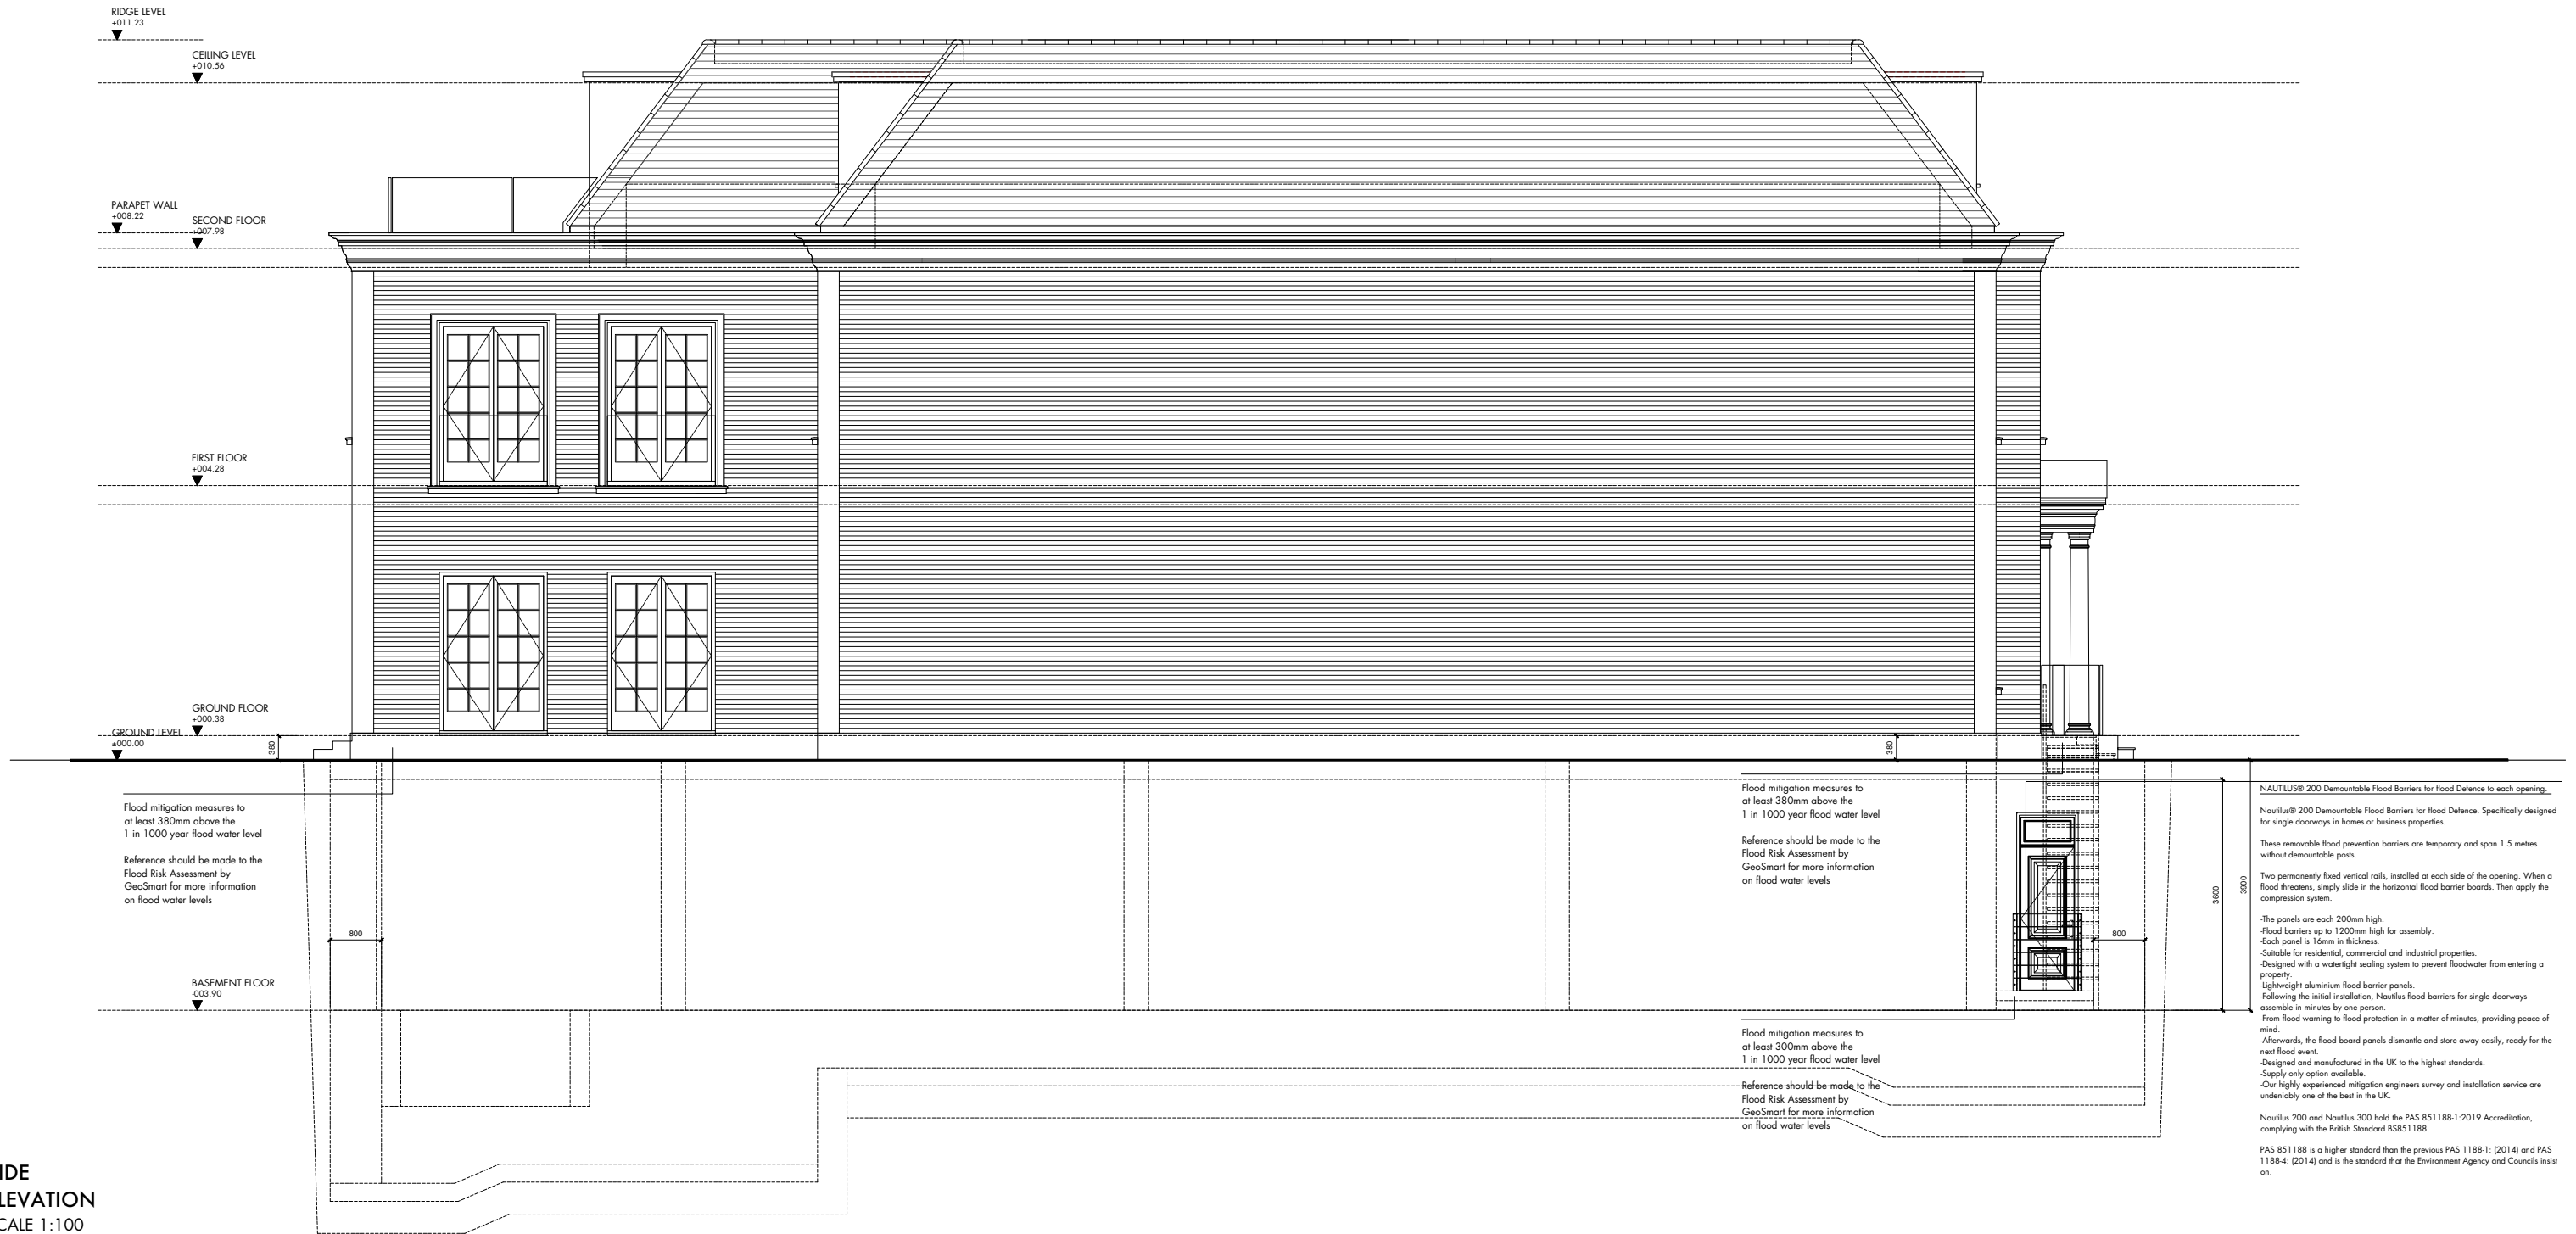 RIDGE LEVEL
+011.23
CEILING LEVEL
+010.56
PARAPET WALL
+008.22
SECOND FLOOR
+007.98
FIRST FLOOR
+004.28
GROUND FLOOR
+000.38
GROUND LEVEL
±000.00
380
380
Flood mitigation measures to
at least 380mm above the
1 in 1000 year flood water level
Reference should be made to the
Flood Risk Assessment by
GeoSmart for more information
on flood water levels
800
BASEMENT FLOOR
-003.90
Flood mitigation measures to
at least 380mm above the
1 in 1000 year flood water level
Reference should be made to the
Flood Risk Assessment by
GeoSmart for more information
on flood water levels
800
3600
3900
Flood mitigation measures to
at least 300mm above the
1 in 1000 year flood water level
Reference should be made to the
Flood Risk Assessment by
GeoSmart for more information
on flood water levels
NAUTILUS® 200 Demountable Flood Barriers for flood Defence to each opening.
Nautilus® 200 Demountable Flood Barriers for flood Defence. Specifically designed
for single doorways in homes or business properties.
These removable flood prevention barriers are temporary and span 1.5 metres
without demountable posts.
Two permanently fixed vertical rails, installed at each side of the opening. When a
flood threatens, simply slide in the horizontal flood barrier boards. Then apply the
compression system.
-The panels are each 200mm high.
-Flood barriers up to 1200mm high for assembly.
-Each panel is 16mm in thickness.
-Suitable for residential, commercial and industrial properties.
-Designed with a watertight sealing system to prevent floodwater from entering a
property.
-Lightweight aluminium flood barrier panels.
-Following the initial installation, Nautilus flood barriers for single doorways
assemble in minutes by one person.
-From flood warning to flood protection in a matter of minutes, providing peace of
mind.
-Afterwards, the flood board panels dismantle and store away easily, ready for the
next flood event.
-Designed and manufactured in the UK to the highest standards.
-Supply only option available.
-Our highly experienced mitigation engineers survey and installation service are
undeniably one of the best in the UK.
Nautilus 200 and Nautilus 300 hold the PAS 851188-1:2019 Accreditation,
complying with the British Standard BS851188.
PAS 851188 is a higher standard than the previous PAS 1188-1: (2014) and PAS
1188-4: (2014) and is the standard that the Environment Agency and Councils insist
on.
IDE
LEVATION
CALE 1:100